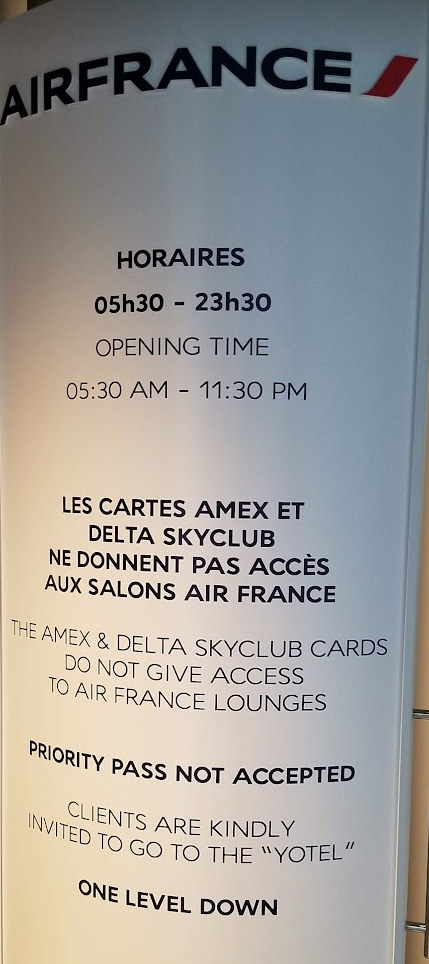 AIRFRANCE
HORAIRES
05h30 - 23h30
OPENING TIME
05:30 AM - 11:30 PM
LES CARTES AMEX ET
DELTA SKYCLUB
NE DONNENT PAS ACCÈS
AUX SALONS AIR FRANCE
THE AMEX & DELTA SKYCLUB CARDS
DO NOT GIVE ACCESS
TO AIR FRANCE LOUNGES
PRIORITY PASS NOT ACCEPTED
CLIENTS ARE KINDLY
INVITED TO GO TO THE "YOTEL"
ONE LEVEL DOWN